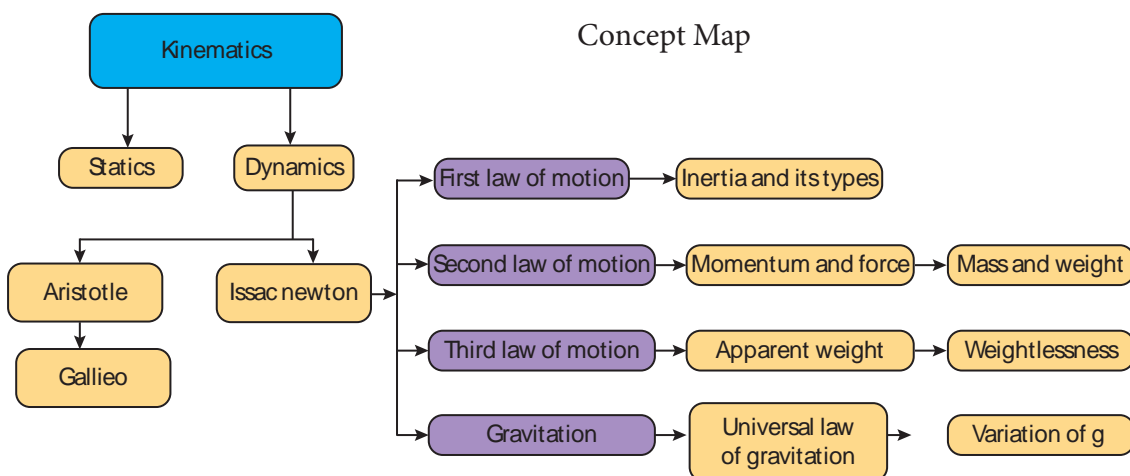 Concept Map
Kinematics
Statics
Dynamics
First law of motion
Inertia and its types
Aristotle
Issac newton
Second law of motion
Momentum and force
Mass and weight
Gallieo
Third law of motion
Apparent weight
Weightlessness
Gravitation
Universal law
of gravitation
Variation of g